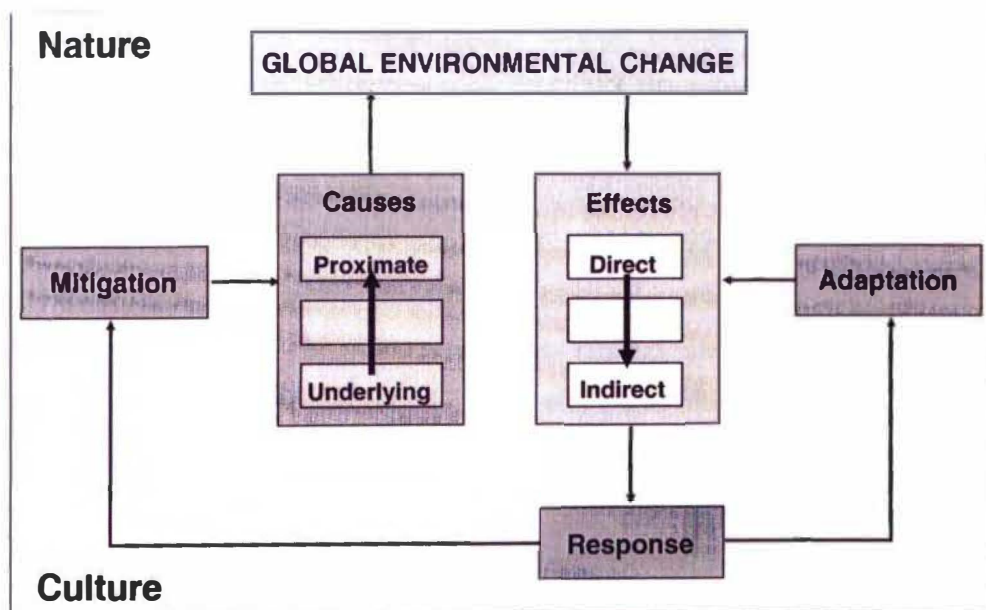 Nature
GLOBAL ENVIRONMENTAL CHANGE
Causes
Effects
Proximate
Direct
Mitigation
Adaptation
Underlying
Indirect
Response
Culture